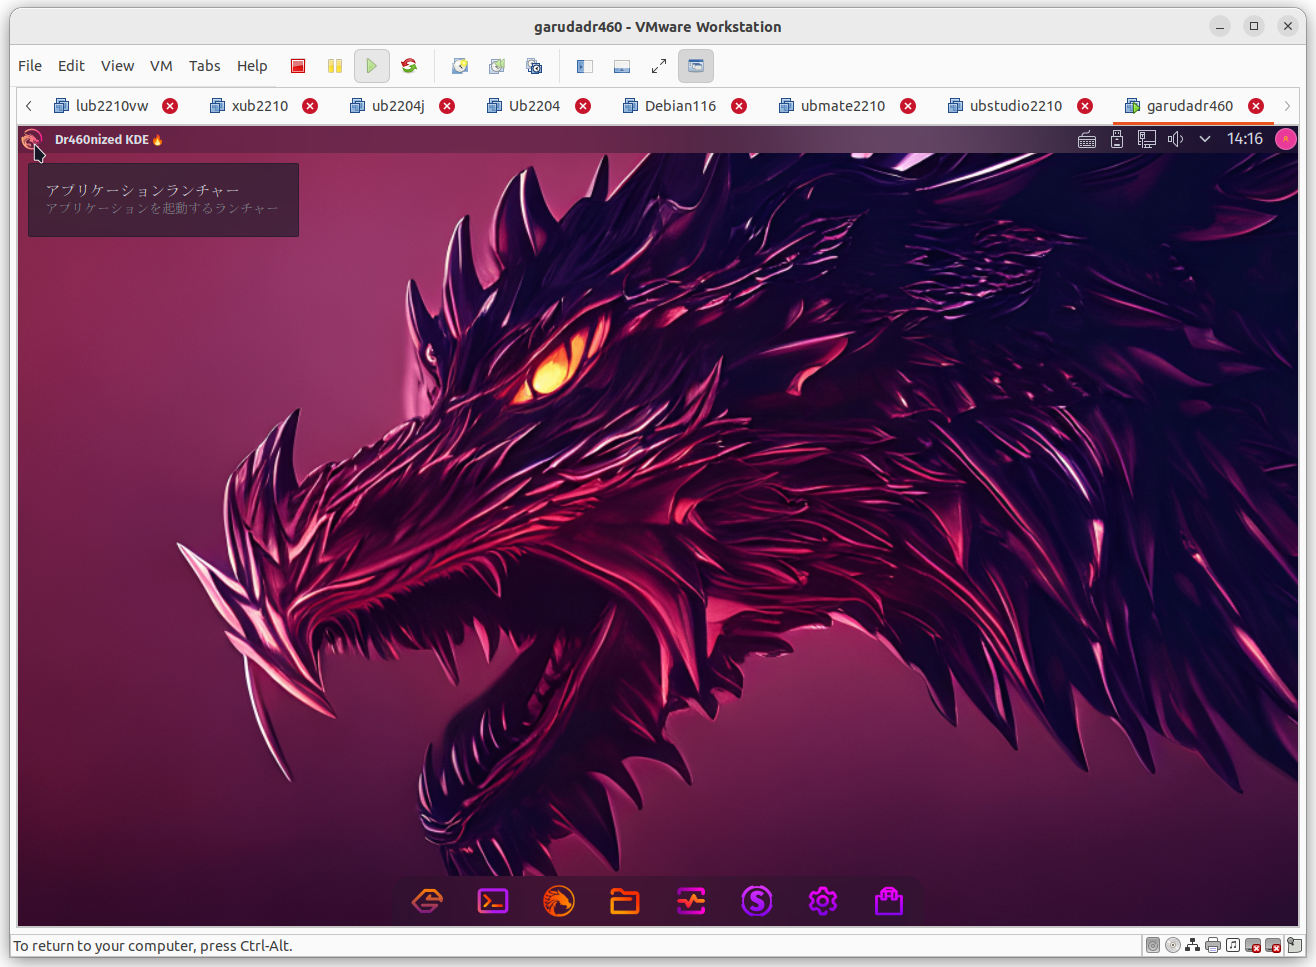 garudadr460 - VMware Workstation
File Edit View VM Tabs Help
lub2210vw xub2210 ub2204j Ub2204 Debian116 ubmate2210 ubstudio2210 garudadr460
Dr460nized KDE🔥 14:16
アプリケーションランチャー
アプリケーションを起動するランチャー
To return to your computer, press Ctrl-Alt.